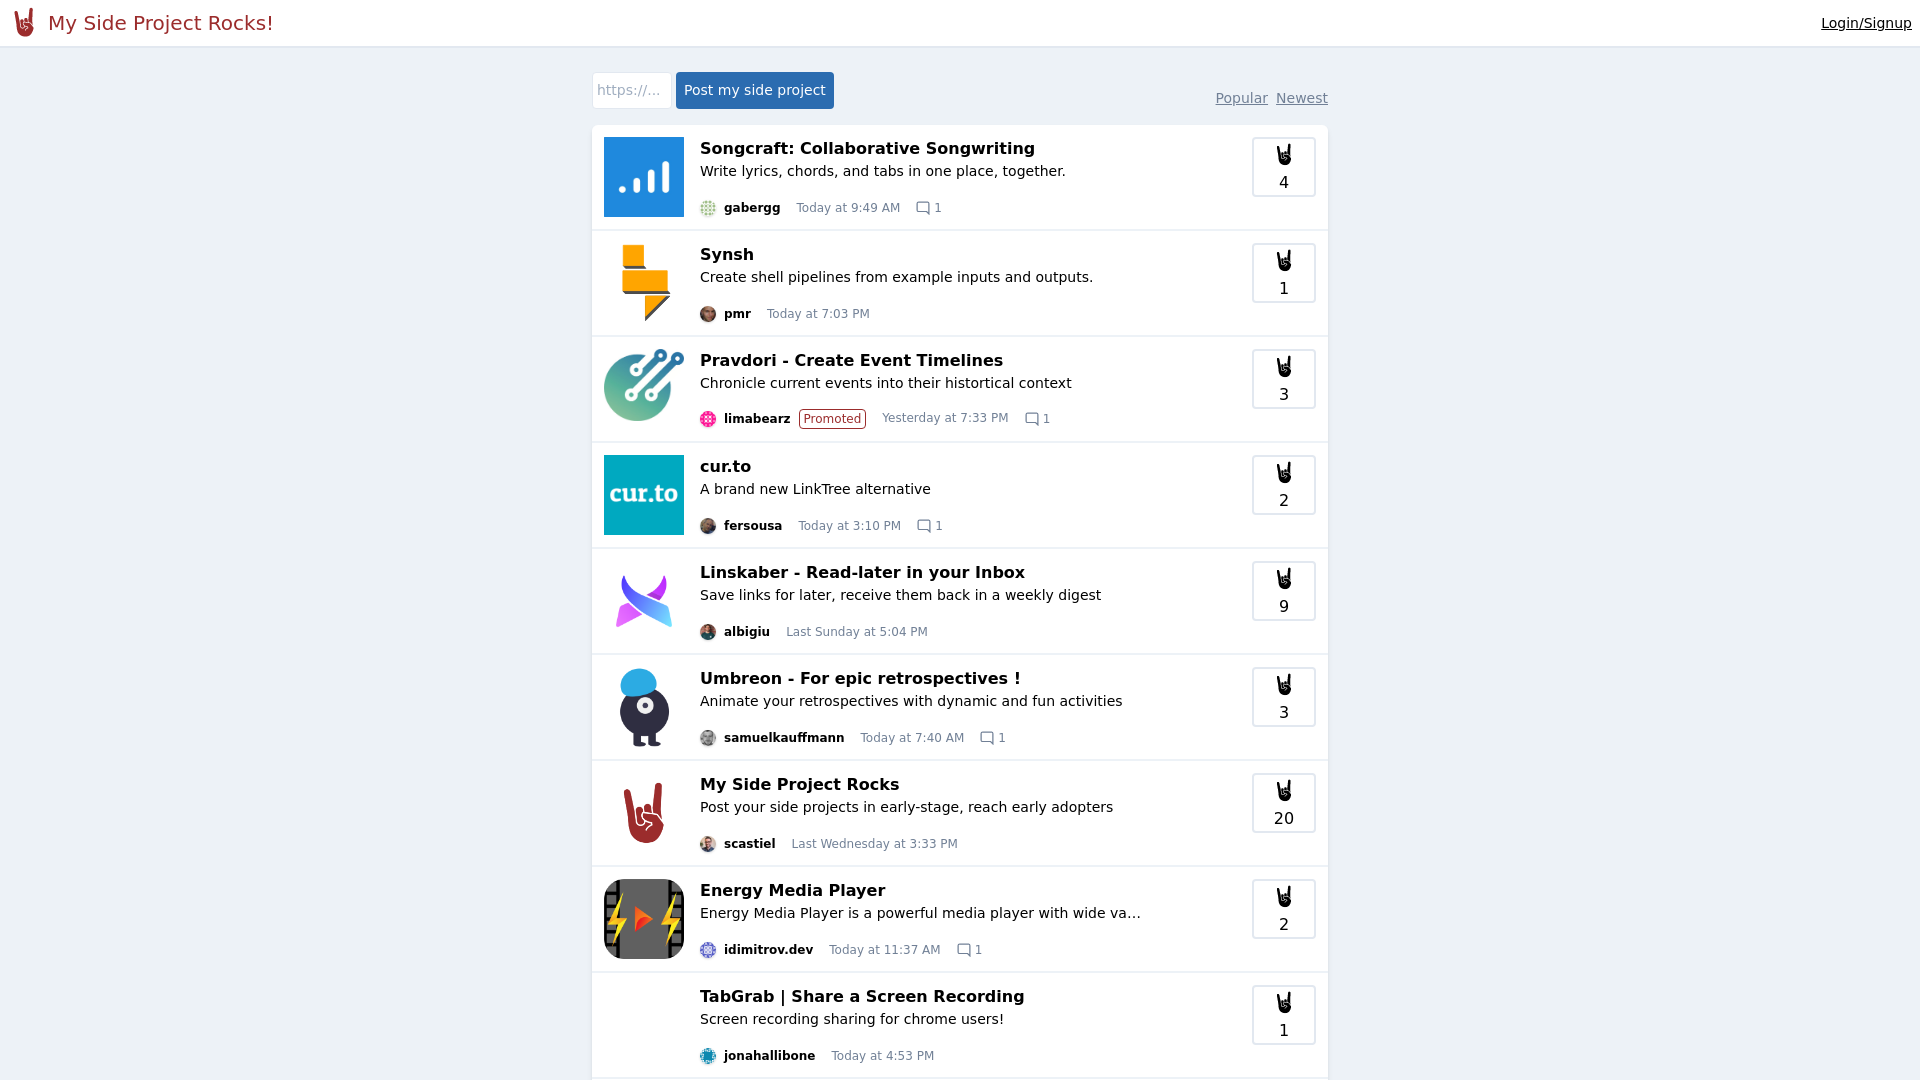 My Side Project Rocks!
Login/Signup
https://...
Post my side project
Popular Newest
Songcraft: Collaborative Songwriting
Write lyrics, chords, and tabs in one place, together.
gabergg Today at 9:49 AM 1
4
Synsh
Create shell pipelines from example inputs and outputs.
pmr Today at 7:03 PM
1
Pravdori - Create Event Timelines
Chronicle current events into their histortical context
limabearz Promoted Yesterday at 7:33 PM 1
3
cur.to
cur.to
A brand new LinkTree alternative
fersousa Today at 3:10 PM 1
2
Linskaber - Read-later in your Inbox
Save links for later, receive them back in a weekly digest
albigiu Last Sunday at 5:04 PM
9
Umbreon - For epic retrospectives !
Animate your retrospectives with dynamic and fun activities
samuelkauffmann Today at 7:40 AM 1
3
My Side Project Rocks
Post your side projects in early-stage, reach early adopters
scastiel Last Wednesday at 3:33 PM
20
Energy Media Player
Energy Media Player is a powerful media player with wide va...
idimitrov.dev Today at 11:37 AM 1
2
TabGrab | Share a Screen Recording
Screen recording sharing for chrome users!
jonahallibone Today at 4:53 PM
1